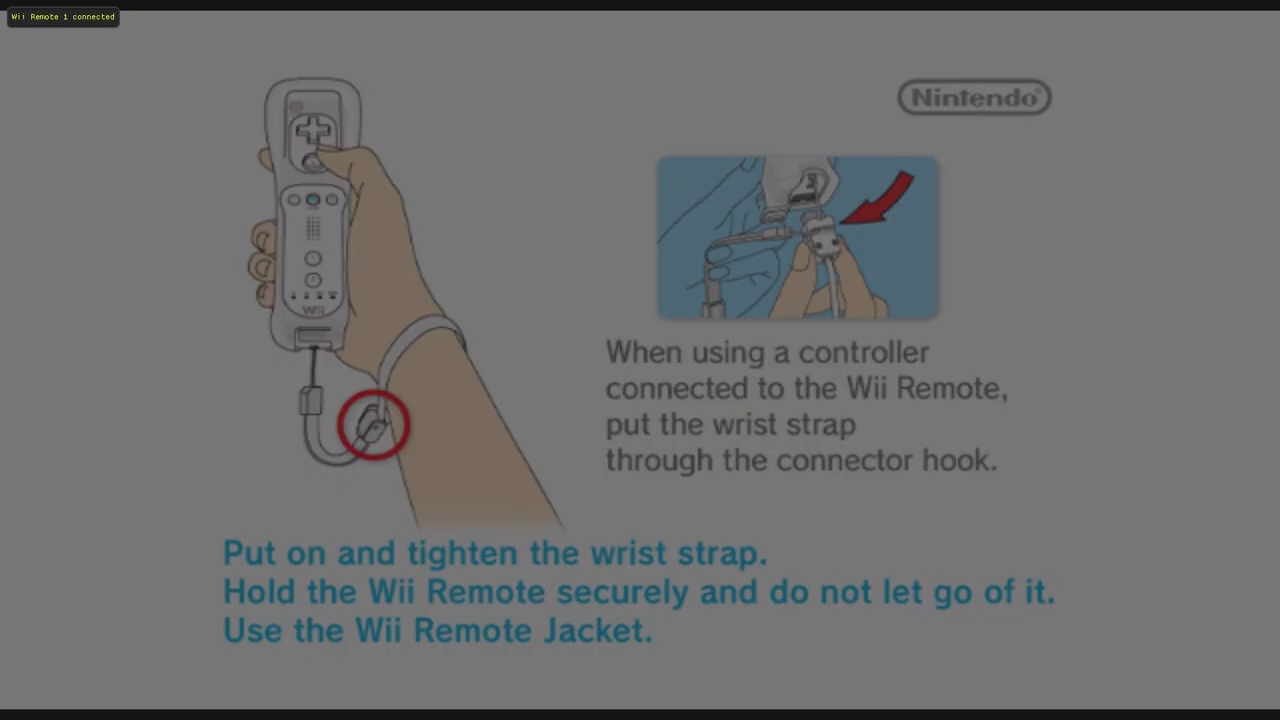 Wii Remote 1 connected
Nintendo®
Wii
When using a controller
connected to the Wii Remote,
put the wrist strap
through the connector hook.
Put on and tighten the wrist strap.
Hold the Wii Remote securely and do not let go of it.
Use the Wii Remote Jacket.